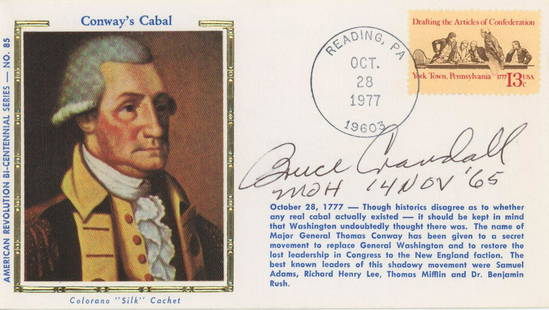 AMERICAN REVOLUTION BI-CENTENNIAL SERIES — NO. 85
Conway's Cabal
Colorano "Silk" Cachet
READING, PA
OCT.
28
1977
19603
Drafting the Articles of Confederation
York Town, Pennsylvania 1777 13c USA
Bruce Crandall
MOH 14 NOV '65
October 28, 1777 — Though historics disagree as to whether
any real cabal actually existed — it should be kept in mind
that Washington undoubtedly thought there was. The name of
Major General Thomas Conway has been given to a secret
movement to replace General Washington and to restore the
lost leadership in Congress to the New England faction. The
best known leaders of this shadowy movement were Samuel
Adams, Richard Henry Lee, Thomas Mifflin and Dr. Benjamin
Rush.